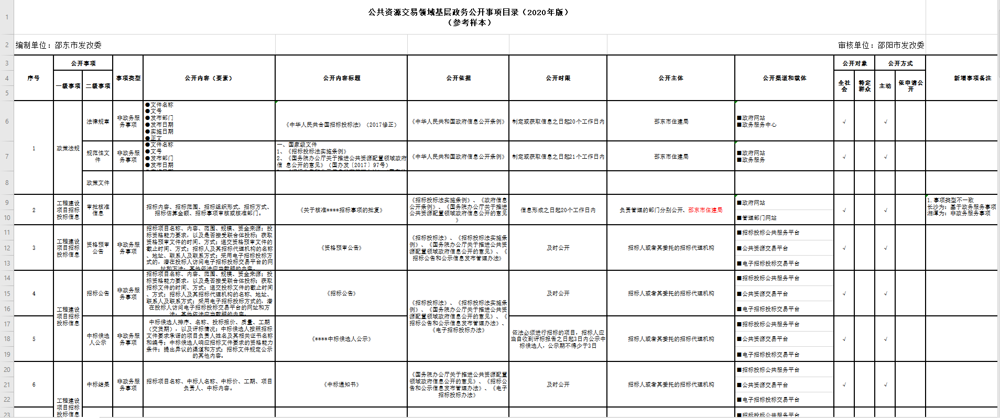 公共资源交易领域基层政务公开事项目录（2020年版）
（参考样本）
编制单位：邵东市发改委
审核单位：邵阳市发改委
序号
公开事项
一级事项
二级事项
事项类型
公开内容（要素）
公开内容标题
公开依据
公开时限
公开主体
公开渠道和载体
公开对象
全社
会
特定
群众
公开方式
主动
依申请公
开
新增事项备注
1
政策法规
法律规章
非政务服
务事项
●文件名称
●文号
●发布部门
●发布日期
●实施日期
●正文
《中华人民共合国招标投标法》（2017修正）
《中华人民共和国政府信息公开条例》
制定或获取信息之日起20个工作日内
邵东市住建局
■政府网站
■政务服务中心
√
√
规范性文
件
非政务服
务事项
●文件名称
●文号
●发布部门
●发布日期
一、国家级文件
1、《招标投标法实施条例》
2、《国务院办公厅关于推进公共资源配置领域政府
信 息公开的意见》（国办发〔2017〕97号）
《中华人民共和国政府信息公开条例》
制定或获取信息之日起21个工作日内
邵东市住建局
■政府网站
■政务服务
√
√
政策文件
2
工程建设
项目招标
投标信息
审批核准
信息
招标内容、招标范围、招标组织形式、招标方式、
招标估算金额、招标事项审核或核准部门。
《关于核准****招标事项的批复》
《招标投标法实施条例》、《政府信息
公开条例》、《国务院办公厅关于推进
公共资源配置领域政府信息公开的意见
》
信息形成之日起20个工作日内
负责管理的部门分别公开、邵东市住建局
■政府网站
■管理部门网站
√
√
1.事项类型不一致
长沙为：基于政务服务事项
湘潭为：非政务服务事项
3
工程建设
项目招标
投标信息
资格预审
公告
非政务服
务事项
招标项目名称、内容、范围、规模、资金来源；投
标资格能力要求，以及是否接受联合体投标；获取
资格预审文件的时间、方式；递交资格预审文件的
截止时间、方式；招标人及其招标代理机构的名称
、地址、联系人及联系方式；采用电子招标投标方
式的，潜在投标人访问电子招标投标交易平台的网
址和方法；其他依法应当载明的内容。
《资格预审公告》
《招标投标法》、《招标投标法实施条
例》、《国务院办公厅关于推进公共资
源配置领域政府信息公开的意见》、《
招标公告和公示信息发布管理办法》
及时公开
招标人或者其委托的招标代理机构
■招标投标公共服务平台
■公共资源交易平台
■电子招标投标交易平台
√
√
4
工程建设
项目招标
投标信息
招标公告
非政务服
务事项
招标项目名称、内容、范围、规模、资金来源；投
标资格能力要求，以及是否接受联合体投标；获取
招标文件的时间、方式；递交投标文件的截止时间
、方式；招标人及其招标代理机构的名称、地址、
联系人及联系方式；采用电子招标投标方式的，潜
在投标人访问电子招标投标交易平台的网址和方
法；其他依法应当载明的内容。
《招标公告》
《招标投标法》、《招标投标法实施条
例》、《国务院办公厅关于推进公共资
源配置领域政府信息公开的意见》、《
招标公告和公示信息发布管理办法》、
《电子招标投标办法》
及时公开
招标人或者其委托的招标代理机构
■招标投标公共服务平台
■公共资源交易平台
■电子招标投标交易平台
√
√
5
中标候选
人公示
非政务服
务事项
中标候选人排序、名称、投标报价、质量、工期
（交货期），以及评标情况；中标候选人按照招标
文件要求承诺的项目负责人姓名及其相关证书名称
和编号；中标候选人响应招标文件要求的资格能力
条件；提出异议的渠道和方式；招标文件规定公示
的其他内容。
《****中标候选人公示》
依法必须进行招标的项目，招标人应
当自收到评标报告之日起3日内公示中
标候选人，公示期不得少于3日
招标人或者其委托的招标代理机构
■招标投标公共服务平台
■公共资源交易平台
■电子招标投标交易平台
√
√
6
工程建设
项目招标
投标信息
中标结果
非政务服
务事项
招标项目名称、中标人名称、中标价、工期、项目
负责人、中标内容。
《中标通知书》
《国务院办公厅关于推进公共资源配置
领域政府信息公开的意见》、《招标公
告和公示信息发布管理办法》、《电子
招标投标办法》
及时公开
招标人或者其委托的招标代理机构
■招标投标公共服务平台
■公共资源交易平台
■电子招标投标交易平台
√
√
■招标投标公共服务平台